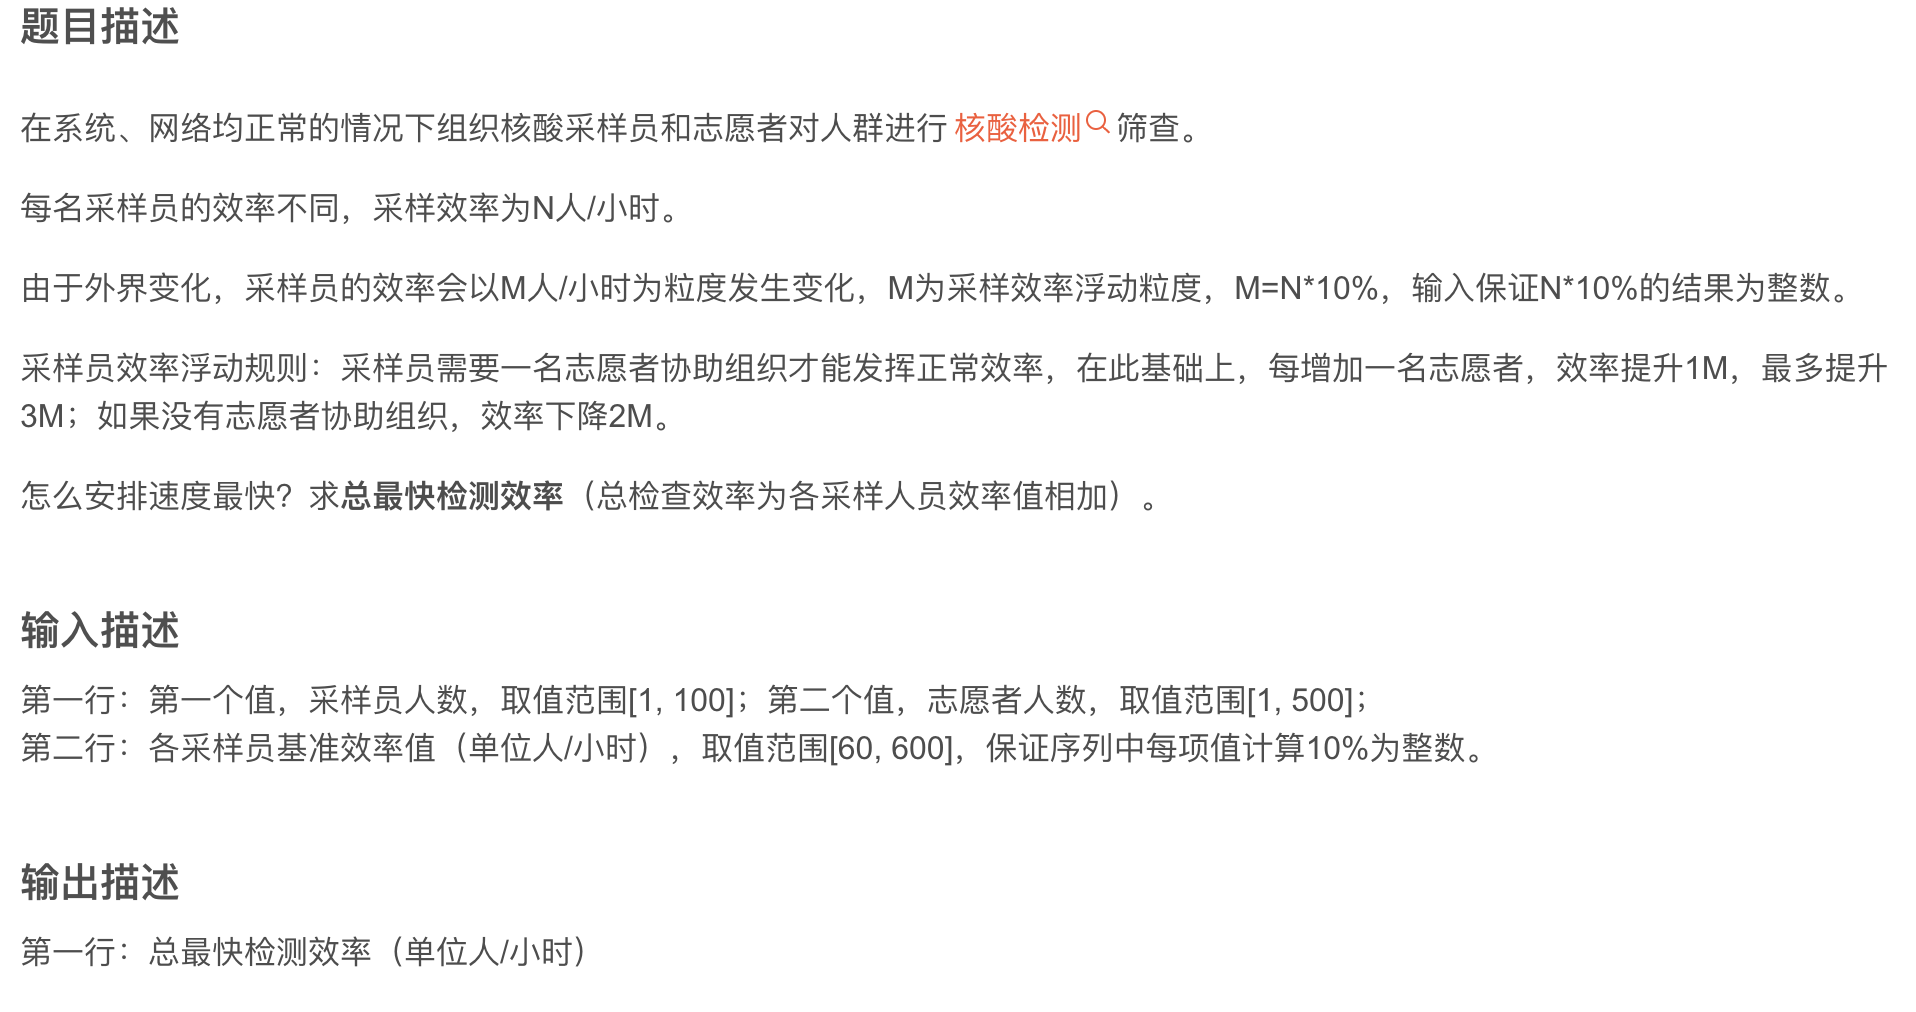 题目描述
在系统、网络均正常的情况下组织核酸采样员和志愿者对人群进行 核酸检测 筛查。
每名采样员的效率不同，采样效率为N人/小时。
由于外界变化，采样员的效率会以M人/小时为粒度发生变化，M为采样效率浮动粒度，M=N*10%，输入保证N*10%的结果为整数。
采样员效率浮动规则：采样员需要一名志愿者协助组织才能发挥正常效率，在此基础上，每增加一名志愿者，效率提升1M，最多提升
3M；如果没有志愿者协助组织，效率下降2M。
怎么安排速度最快？求总最快检测效率（总检查效率为各采样人员效率值相加）。
输入描述
第一行：第一个值，采样员人数，取值范围[1, 100]；第二个值，志愿者人数，取值范围[1, 500]；
第二行：各采样员基准效率值（单位人/小时），取值范围[60, 600]，保证序列中每项值计算10%为整数。
输出描述
第一行：总最快检测效率（单位人/小时）